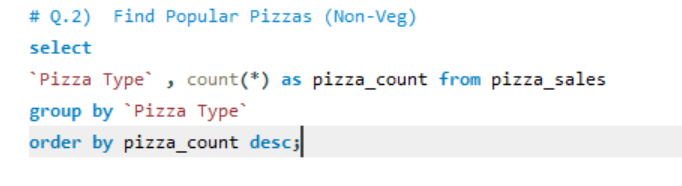 # Q.2)  Find Popular Pizzas (Non-Veg)
select
`Pizza Type` , count(*) as pizza_count from pizza_sales
group by `Pizza Type`
order by pizza_count desc;